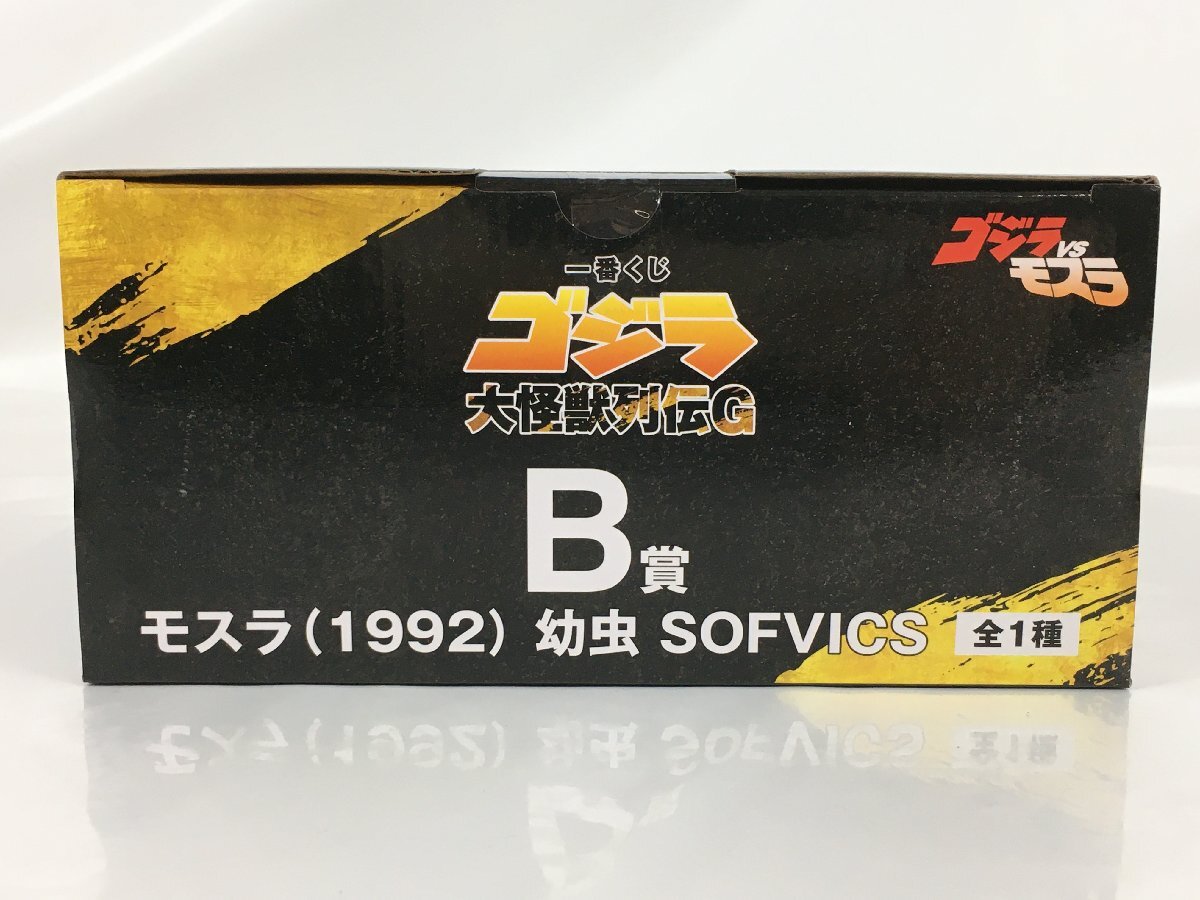 ゴジラ
VS
モスラ
一番くじ
ゴジラ
大怪獣列伝G
B賞
モスラ(1992) 幼虫 SOFVICS 全1種